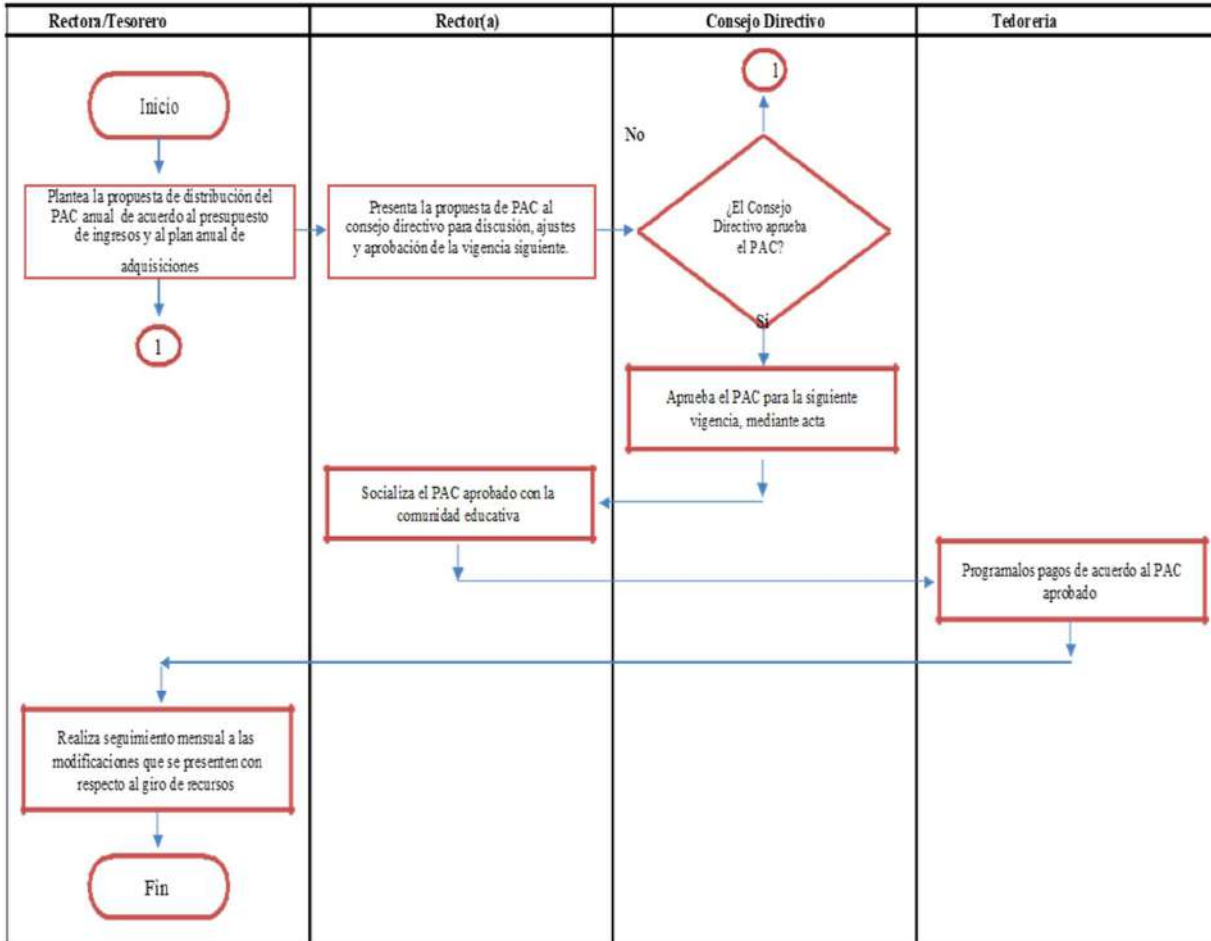 Rectora/Tesorero
Rector(a)
Consejo Directivo
Tedoreria
Inicio
1
No
Plantea la propuesta de distribución del
PAC anual de acuerdo al presupuesto
de ingresos y al plan anual de
adquisiciones
Presenta la propuesta de PAC al
consejo directivo para discusión, ajustes
y aprobación de la vigencia siguiente.
¿El Consejo
Directivo aprueba
el PAC?
1
Si
Aprueba el PAC para la siguiente
vigencia, mediante acta
Socializa el PAC aprobado con la
comunidad educativa
Programalos pagos de acuerdo al PAC
aprobado
Realiza seguimiento mensual a las
modificaciones que se presenten con
respecto al giro de recursos
Fin